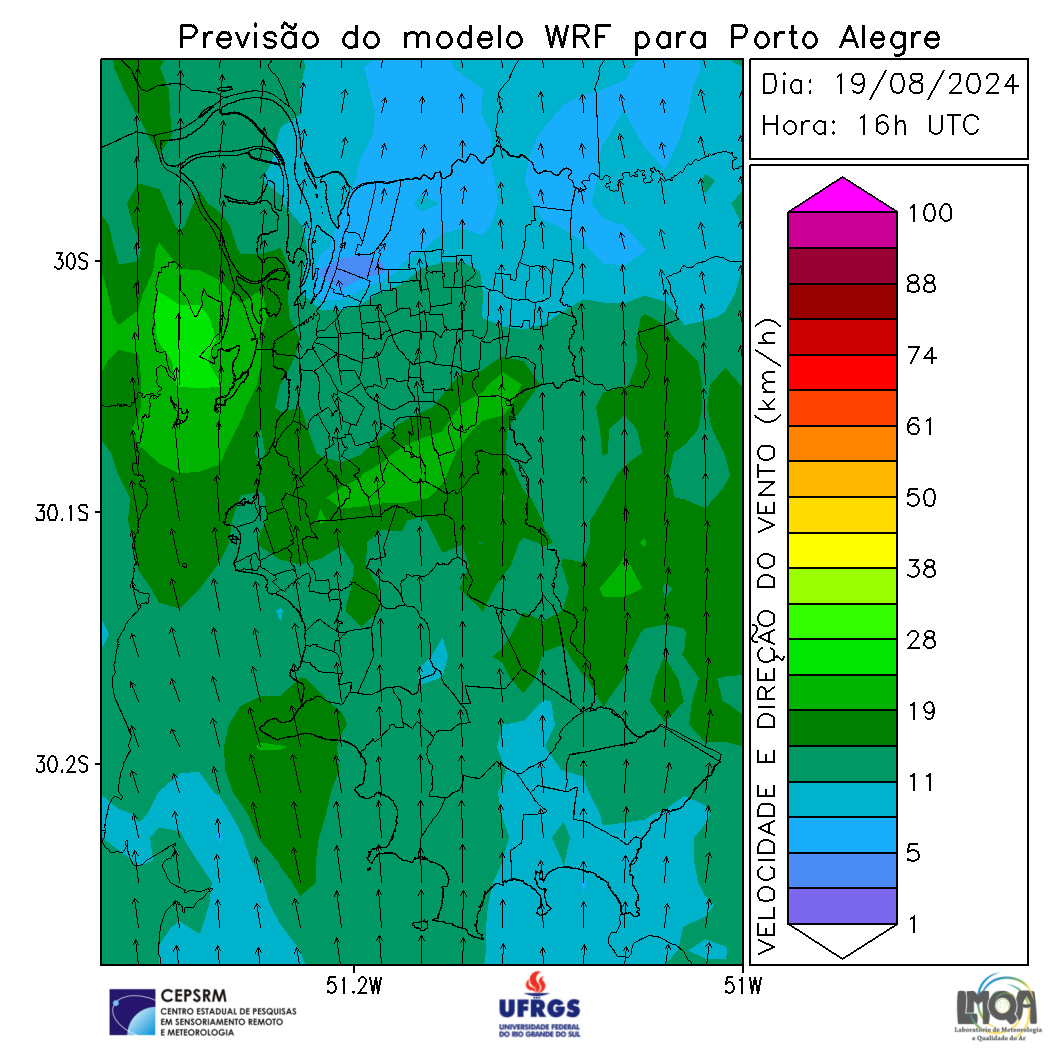 Previsão do modelo WRF para Porto Alegre
Dia: 19/08/2024
Hora: 16h UTC
30S
30.1S
30.2S
51.2W
51W
VELOCIDADE E DIREÇÃO DO VENTO (km/h)
100
88
74
61
50
38
28
19
11
5
1
CEPSRM
CENTRO ESTADUAL DE PESQUISAS
EM SENSORIAMENTO REMOTO
E METEOROLOGIA
UFRGS
UNIVERSIDADE FEDERAL
DO RIO GRANDE DO SUL
LMQA
Laboratório de Meteorologia
e Qualidade do Ar